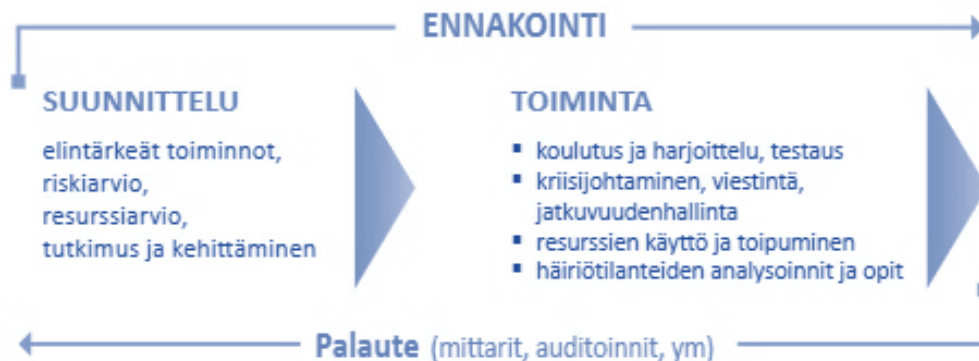 ENNAKOINTI
SUUNNITTELU
elintärkeät toiminnot,
riskiarvio,
resurssiarvio,
tutkimus ja kehittäminen
TOIMINTA
▪ koulutus ja harjoittelu, testaus
▪ kriisijohtaminen, viestintä,
jatkuvuudenhallinta
▪ resurssien käyttö ja toipuminen
▪ häiriötilanteiden analysoinnit ja opit
Palaute (mittarit, auditoinnit, ym)